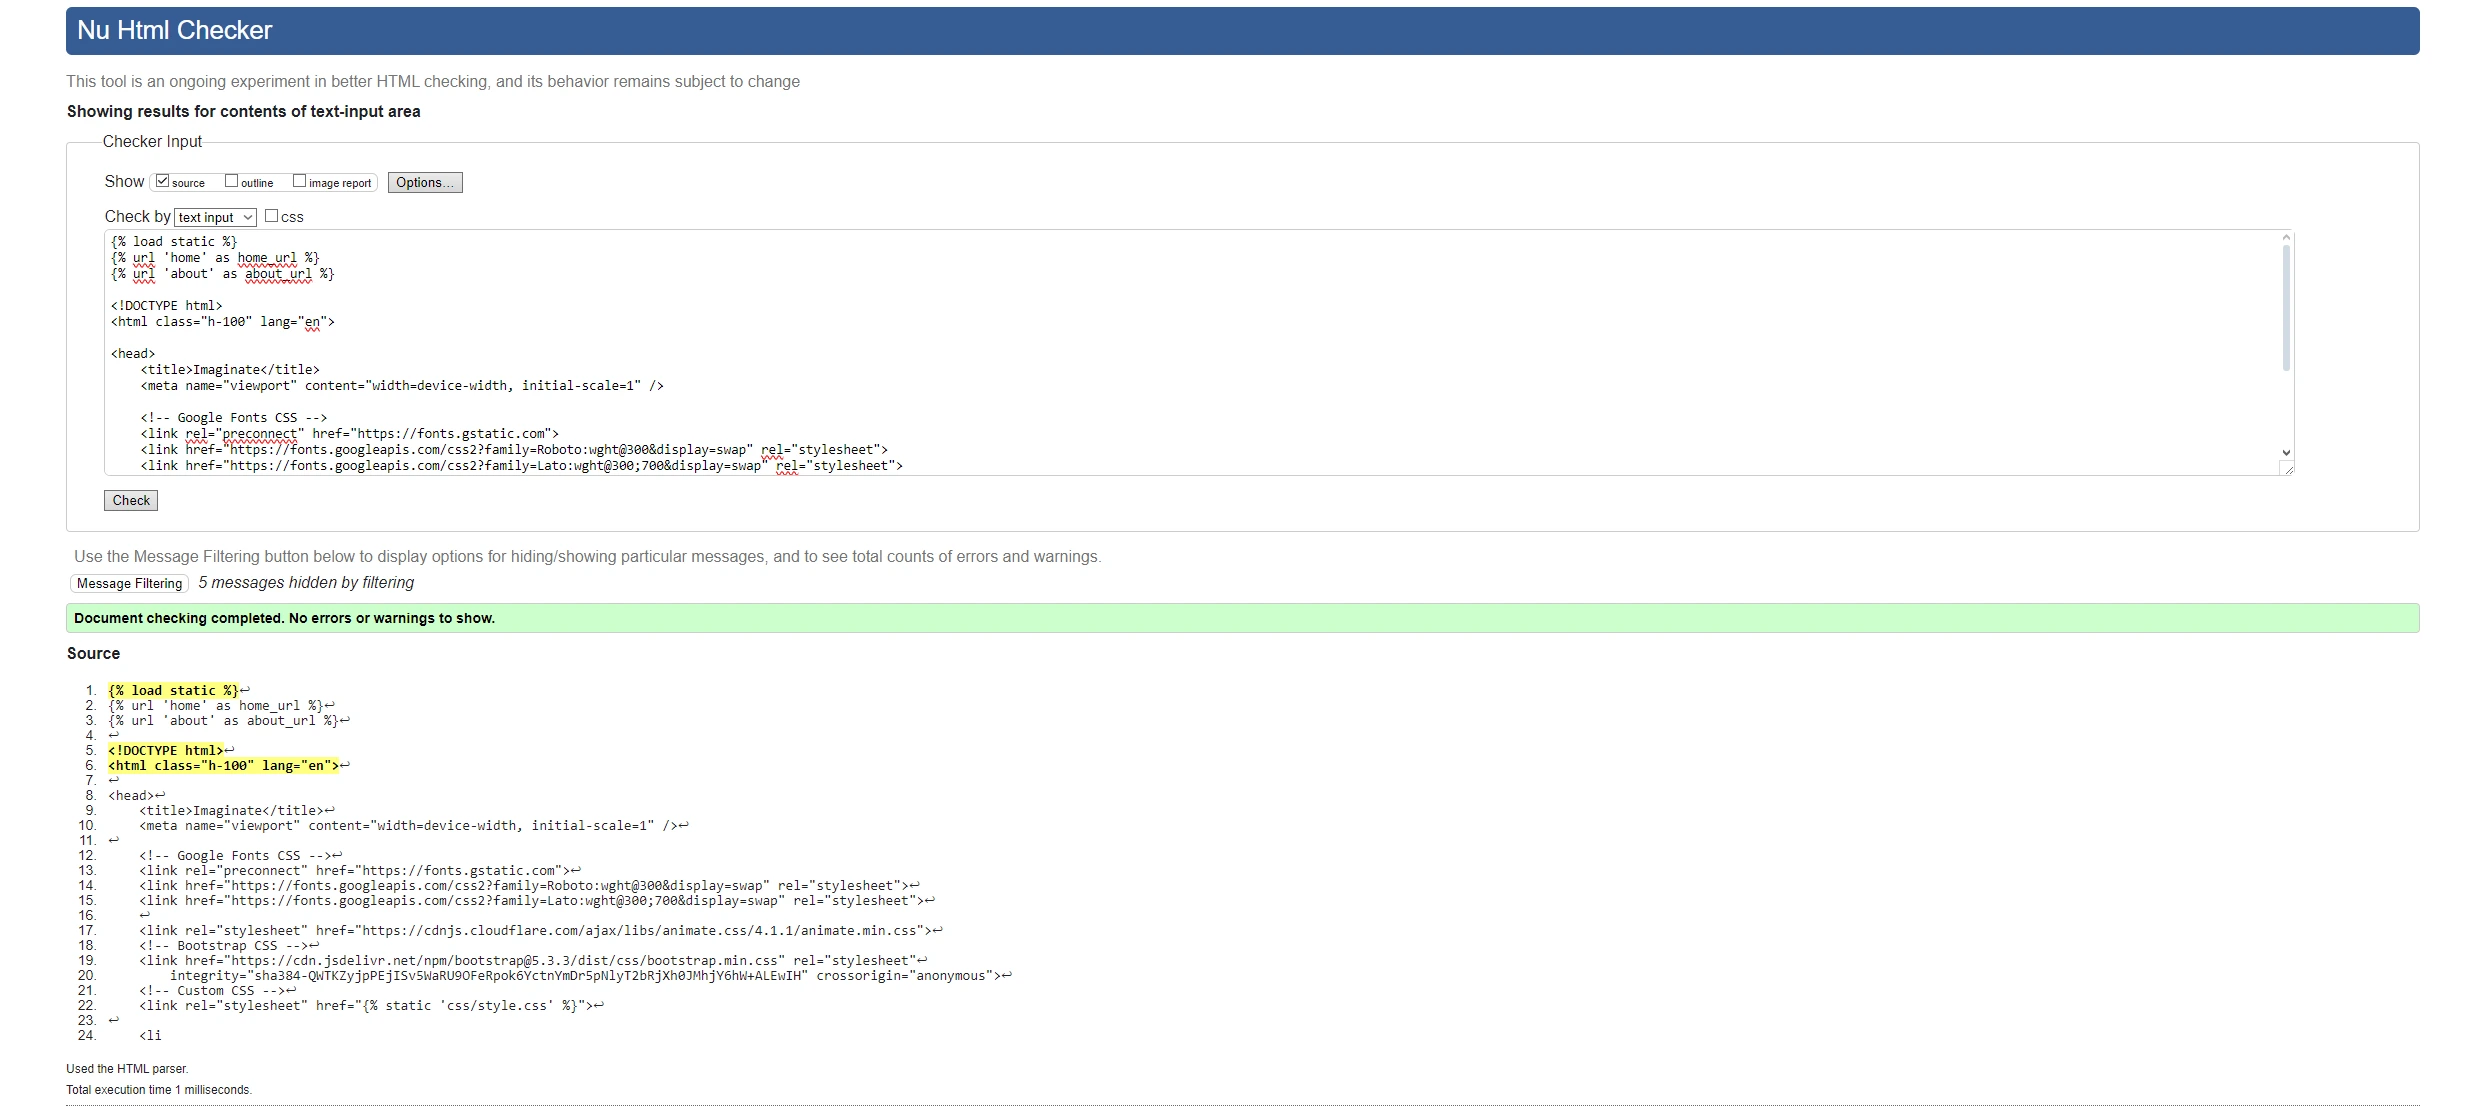 Nu Html Checker
This tool is an ongoing experiment in better HTML checking, and its behavior remains subject to change
Showing results for contents of text-input area
Checker Input
Show source outline image report Options...
Check by text input css
{% load static %}
{% url 'home' as home_url %}
{% url 'about' as about_url %}
<!DOCTYPE html>
<html class="h-100" lang="en">
<head>
<title>Imaginate</title>
<meta name="viewport" content="width=device-width, initial-scale=1" />
<!-- Google Fonts CSS -->
<link rel="preconnect" href="https://fonts.gstatic.com">
<link href="https://fonts.googleapis.com/css2?family=Roboto:wght@300&display=swap" rel="stylesheet">
<link href="https://fonts.googleapis.com/css2?family=Lato:wght@300;700&display=swap" rel="stylesheet">
Check
Use the Message Filtering button below to display options for hiding/showing particular messages, and to see total counts of errors and warnings.
Message Filtering 5 messages hidden by filtering
Document checking completed. No errors or warnings to show.
Source
1. {% load static %}↩
2. {% url 'home' as home_url %}↩
3. {% url 'about' as about_url %}↩
4. ↩
5. <!DOCTYPE html>↩
6. <html class="h-100" lang="en">↩
7. ↩
8. <head>↩
9. <title>Imaginate</title>↩
10. <meta name="viewport" content="width=device-width, initial-scale=1" />↩
11. ↩
12. <!-- Google Fonts CSS -->↩
13. <link rel="preconnect" href="https://fonts.gstatic.com">↩
14. <link href="https://fonts.googleapis.com/css2?family=Roboto:wght@300&display=swap" rel="stylesheet">↩
15. <link href="https://fonts.googleapis.com/css2?family=Lato:wght@300;700&display=swap" rel="stylesheet">↩
16. ↩
17. <link rel="stylesheet" href="https://cdnjs.cloudflare.com/ajax/libs/animate.css/4.1.1/animate.min.css">↩
18. <!-- Bootstrap CSS -->↩
19. <link href="https://cdn.jsdelivr.net/npm/bootstrap@5.3.3/dist/css/bootstrap.min.css" rel="stylesheet"↩
20. integrity="sha384-QWTKZyjpPEjISv5WaRU9OFeRpok6YctnYmDr5pNlyT2bRjXh0JMhjY6hW+ALEwIH" crossorigin="anonymous">↩
21. <!-- Custom CSS -->↩
22. <link rel="stylesheet" href="{% static 'css/style.css' %}">↩
23. ↩
24. <li
Used the HTML parser.
Total execution time 1 milliseconds.